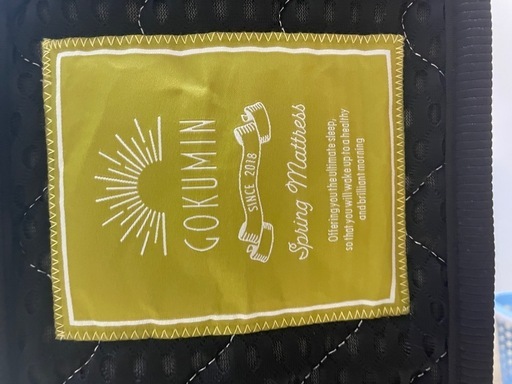 GOKUMIN
SINCE 2018
Spring Mattress
Offering you the ultimate sleep,
so that you will wake up to a healthy
and brilliant morning